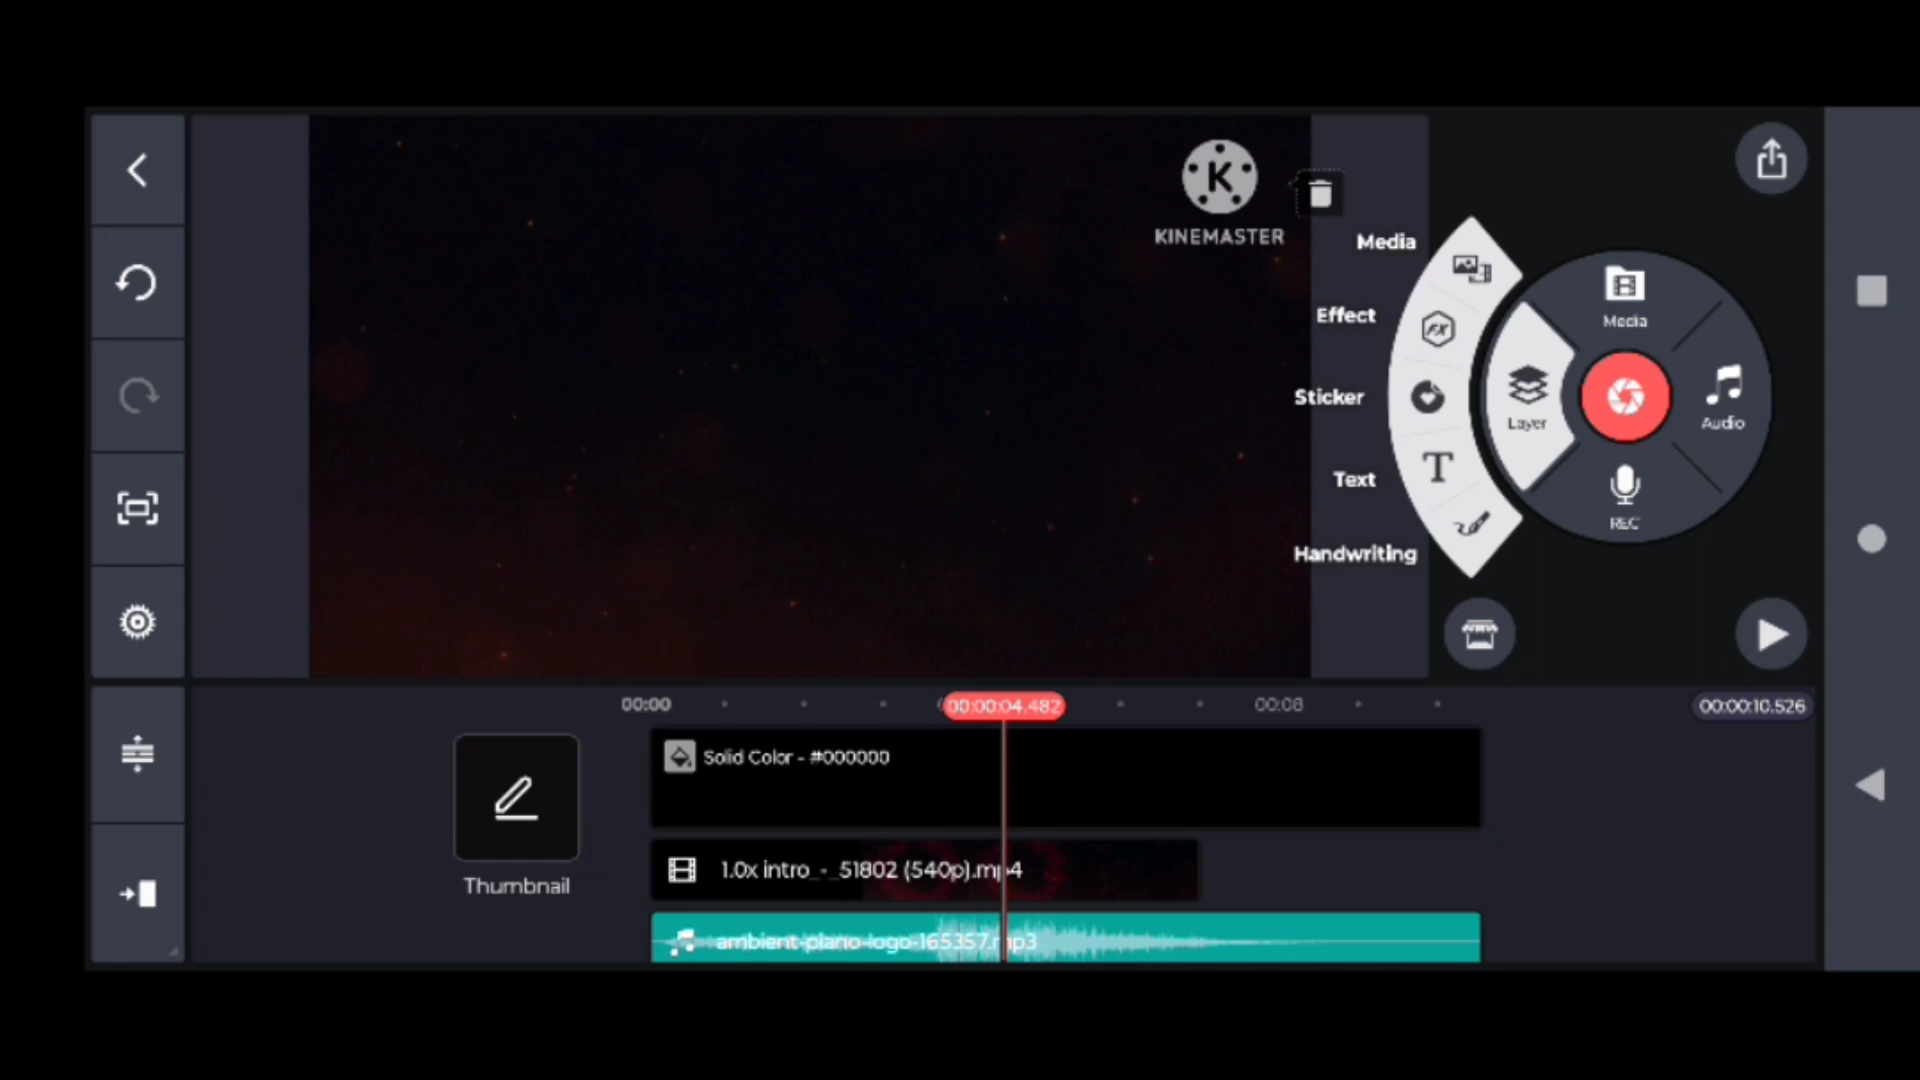 K
KINEMASTER
Media
Effect
Sticker
Text
Handwriting
FX
T
Media
Layer
Audio
REC
00:00
00:00:04.482
00:08
00:00:10.526
Thumbnail
Solid Color - #000000
1.0x intro_-_51802 (540p).mp4
ambient-piano-logo-165357.mp3